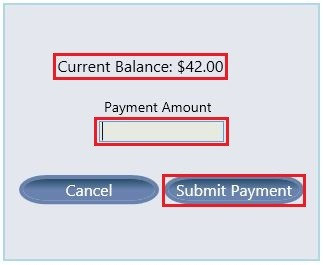 Current Balance: $42.00
Payment Amount
Cancel Submit Payment